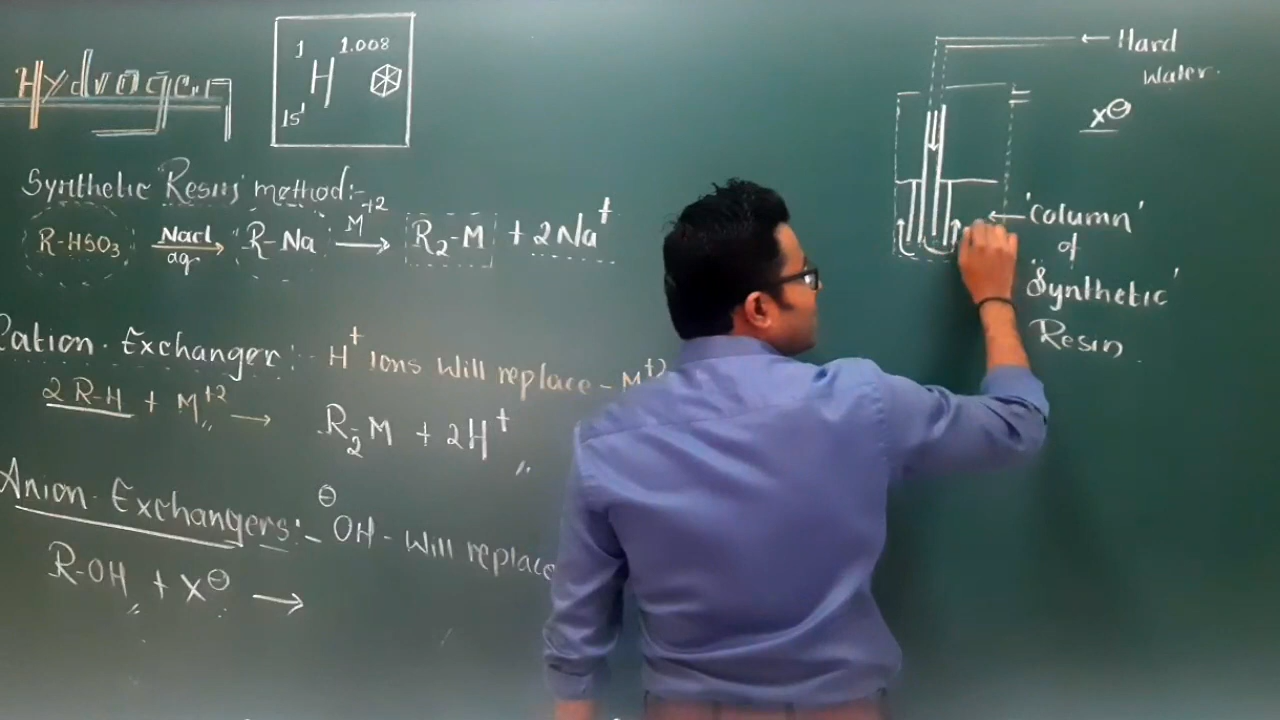 Hydrogen
1 1.008
H
1s¹
Synthetic 'Resins' method:-
R-HSO₃ NaCl aq → R-Na M⁺² → R₂-M + 2Na⁺
Cation Exchanger:- H⁺ Ions Will replace - M⁺²
2 R-H + M⁺² → R₂M + 2H⁺
Anion Exchangers:- ⊖OH - Will replace
R-OH + X⊖ →
← Hard
Water.
X⊖
← 'Column'
of
'Synthetic'
Resin.